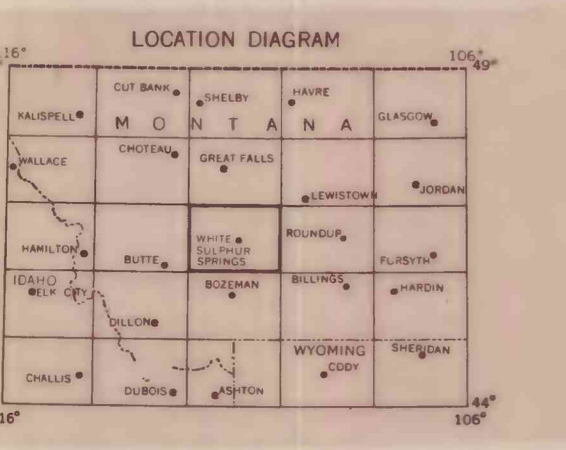 LOCATION DIAGRAM
16° 106° 49°
CUT BANK SHELBY HAVRE
KALISPELL GLASGOW
M O N T A N A
CHOTEAU
WALLACE GREAT FALLS
JORDAN
LEWISTOWN
WHITE ROUNDUP
SULPHUR
HAMILTON
SPRINGS
BUTTE FORSYTH
IDAHO BILLINGS
ELK CITY BOZEMAN HARDIN
DILLON
WYOMING SHERIDAN
CODY
CHALLIS
DUBOIS ASHTON
44°
16° 106°